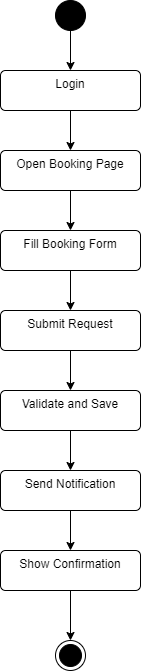 Login
Open Booking Page
Fill Booking Form
Submit Request
Validate and Save
Send Notification
Show Confirmation